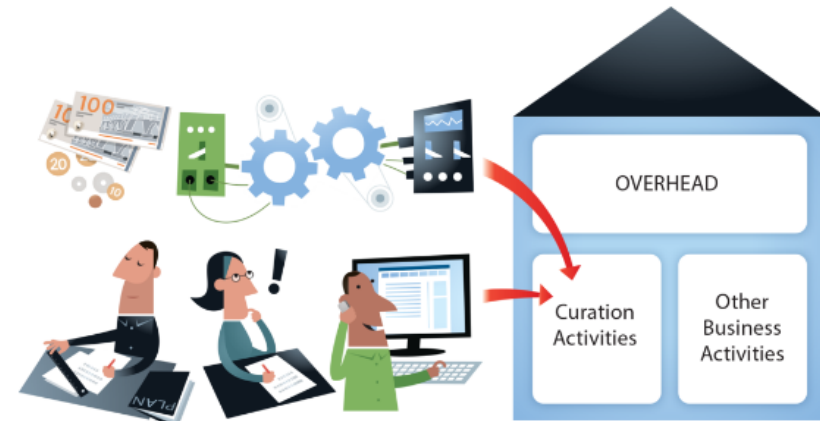 100
10
20
10
PLAN
OVERHEAD
Curation
Activities
Other
Business
Activities